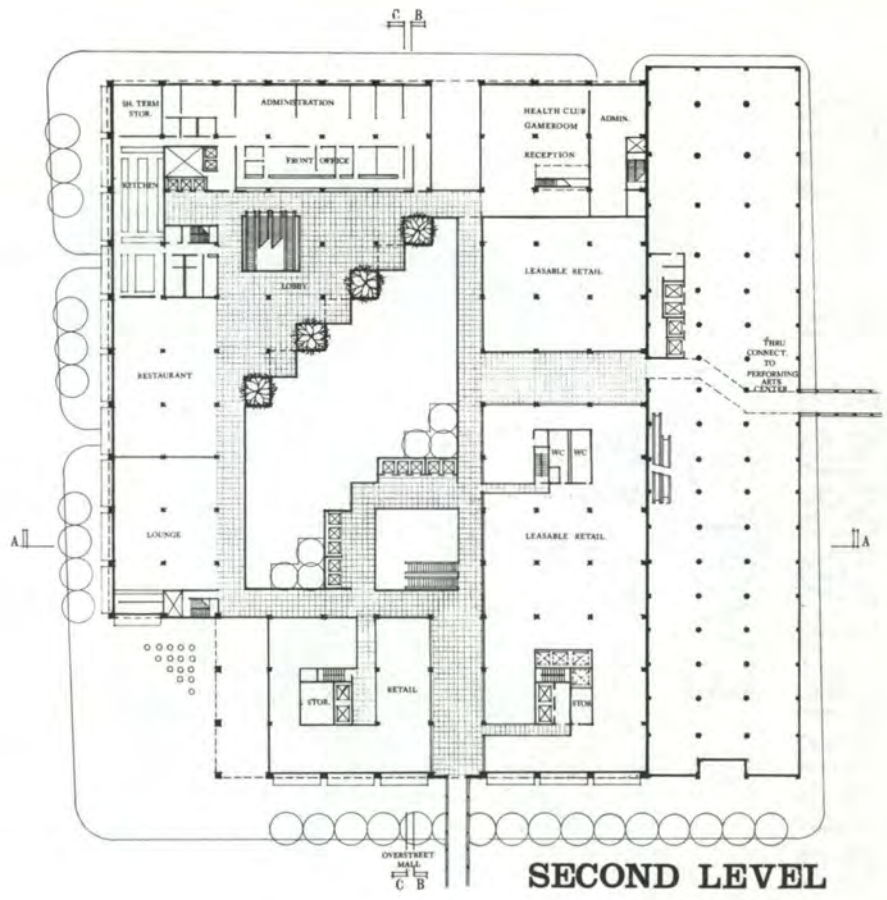 C B
SH. TERM
STOR.
ADMINISTRATION
HEALTH CLUB
GAMEROOM
RECEPTION
ADMIN.
FRONT OFFICE
KITCHEN
LEASABLE RETAIL
LOBBY
THRU
CONNECT.
TO
PERFORMING
ARTS
CENTER
RESTAURANT
WC WC
A
LOUNGE
LEASABLE RETAIL
A
STOR.
RETAIL
STOR.
OVERSTREET
MALL
C B
SECOND LEVEL